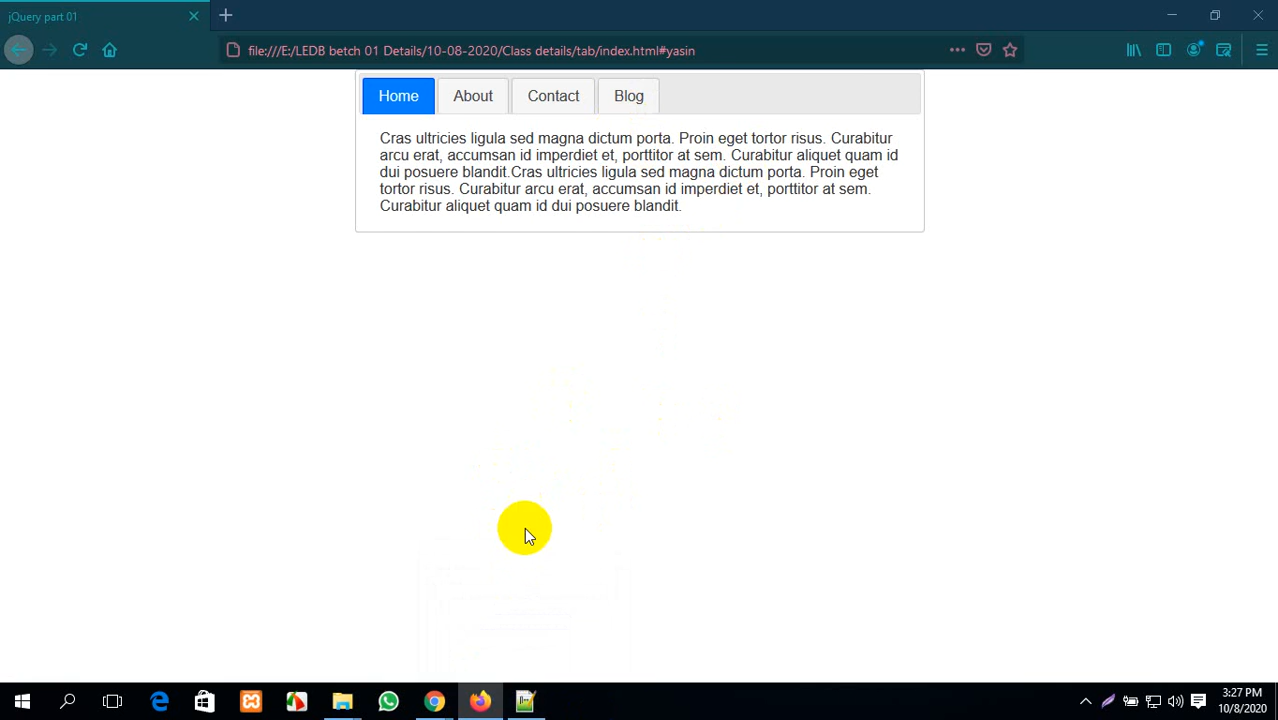 jQuery part 01
file:///E:/LEDB betch 01 Details/10-08-2020/Class details/tab/index.html#yasin
Home About Contact Blog
Cras ultricies ligula sed magna dictum porta. Proin eget tortor risus. Curabitur
arcu erat, accumsan id imperdiet et, porttitor at sem. Curabitur aliquet quam id
dui posuere blandit.Cras ultricies ligula sed magna dictum porta. Proin eget
tortor risus. Curabitur arcu erat, accumsan id imperdiet et, porttitor at sem.
Curabitur aliquet quam id dui posuere blandit.
3:27 PM
10/8/2020